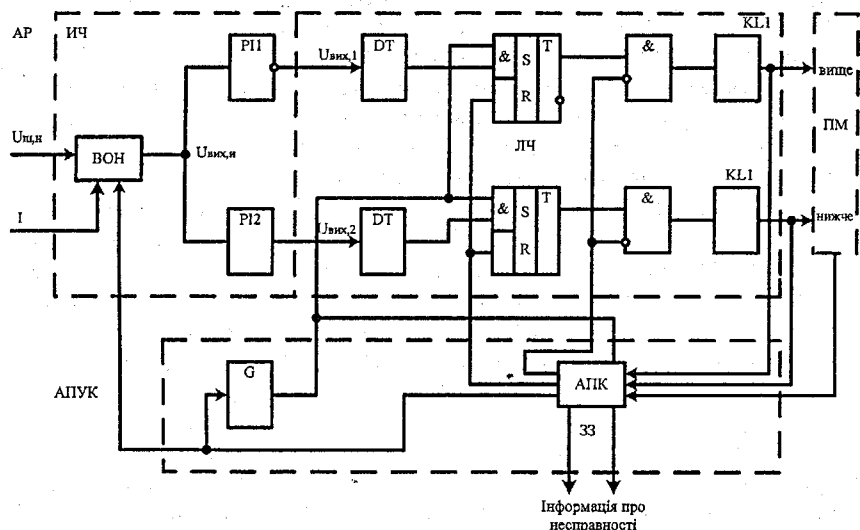 АР ИЧ
KL1
РІ1
Uвих,1
DT
& S T
R
&
вище
ПМ
Uш,н
ВОН
Uвих,и
ЛЧ
I
KL1
РІ2
Uвих,2
DT
& S T
R
&
нижче
G
АПУК
АПК
ЗЗ
Інформація про
несправності